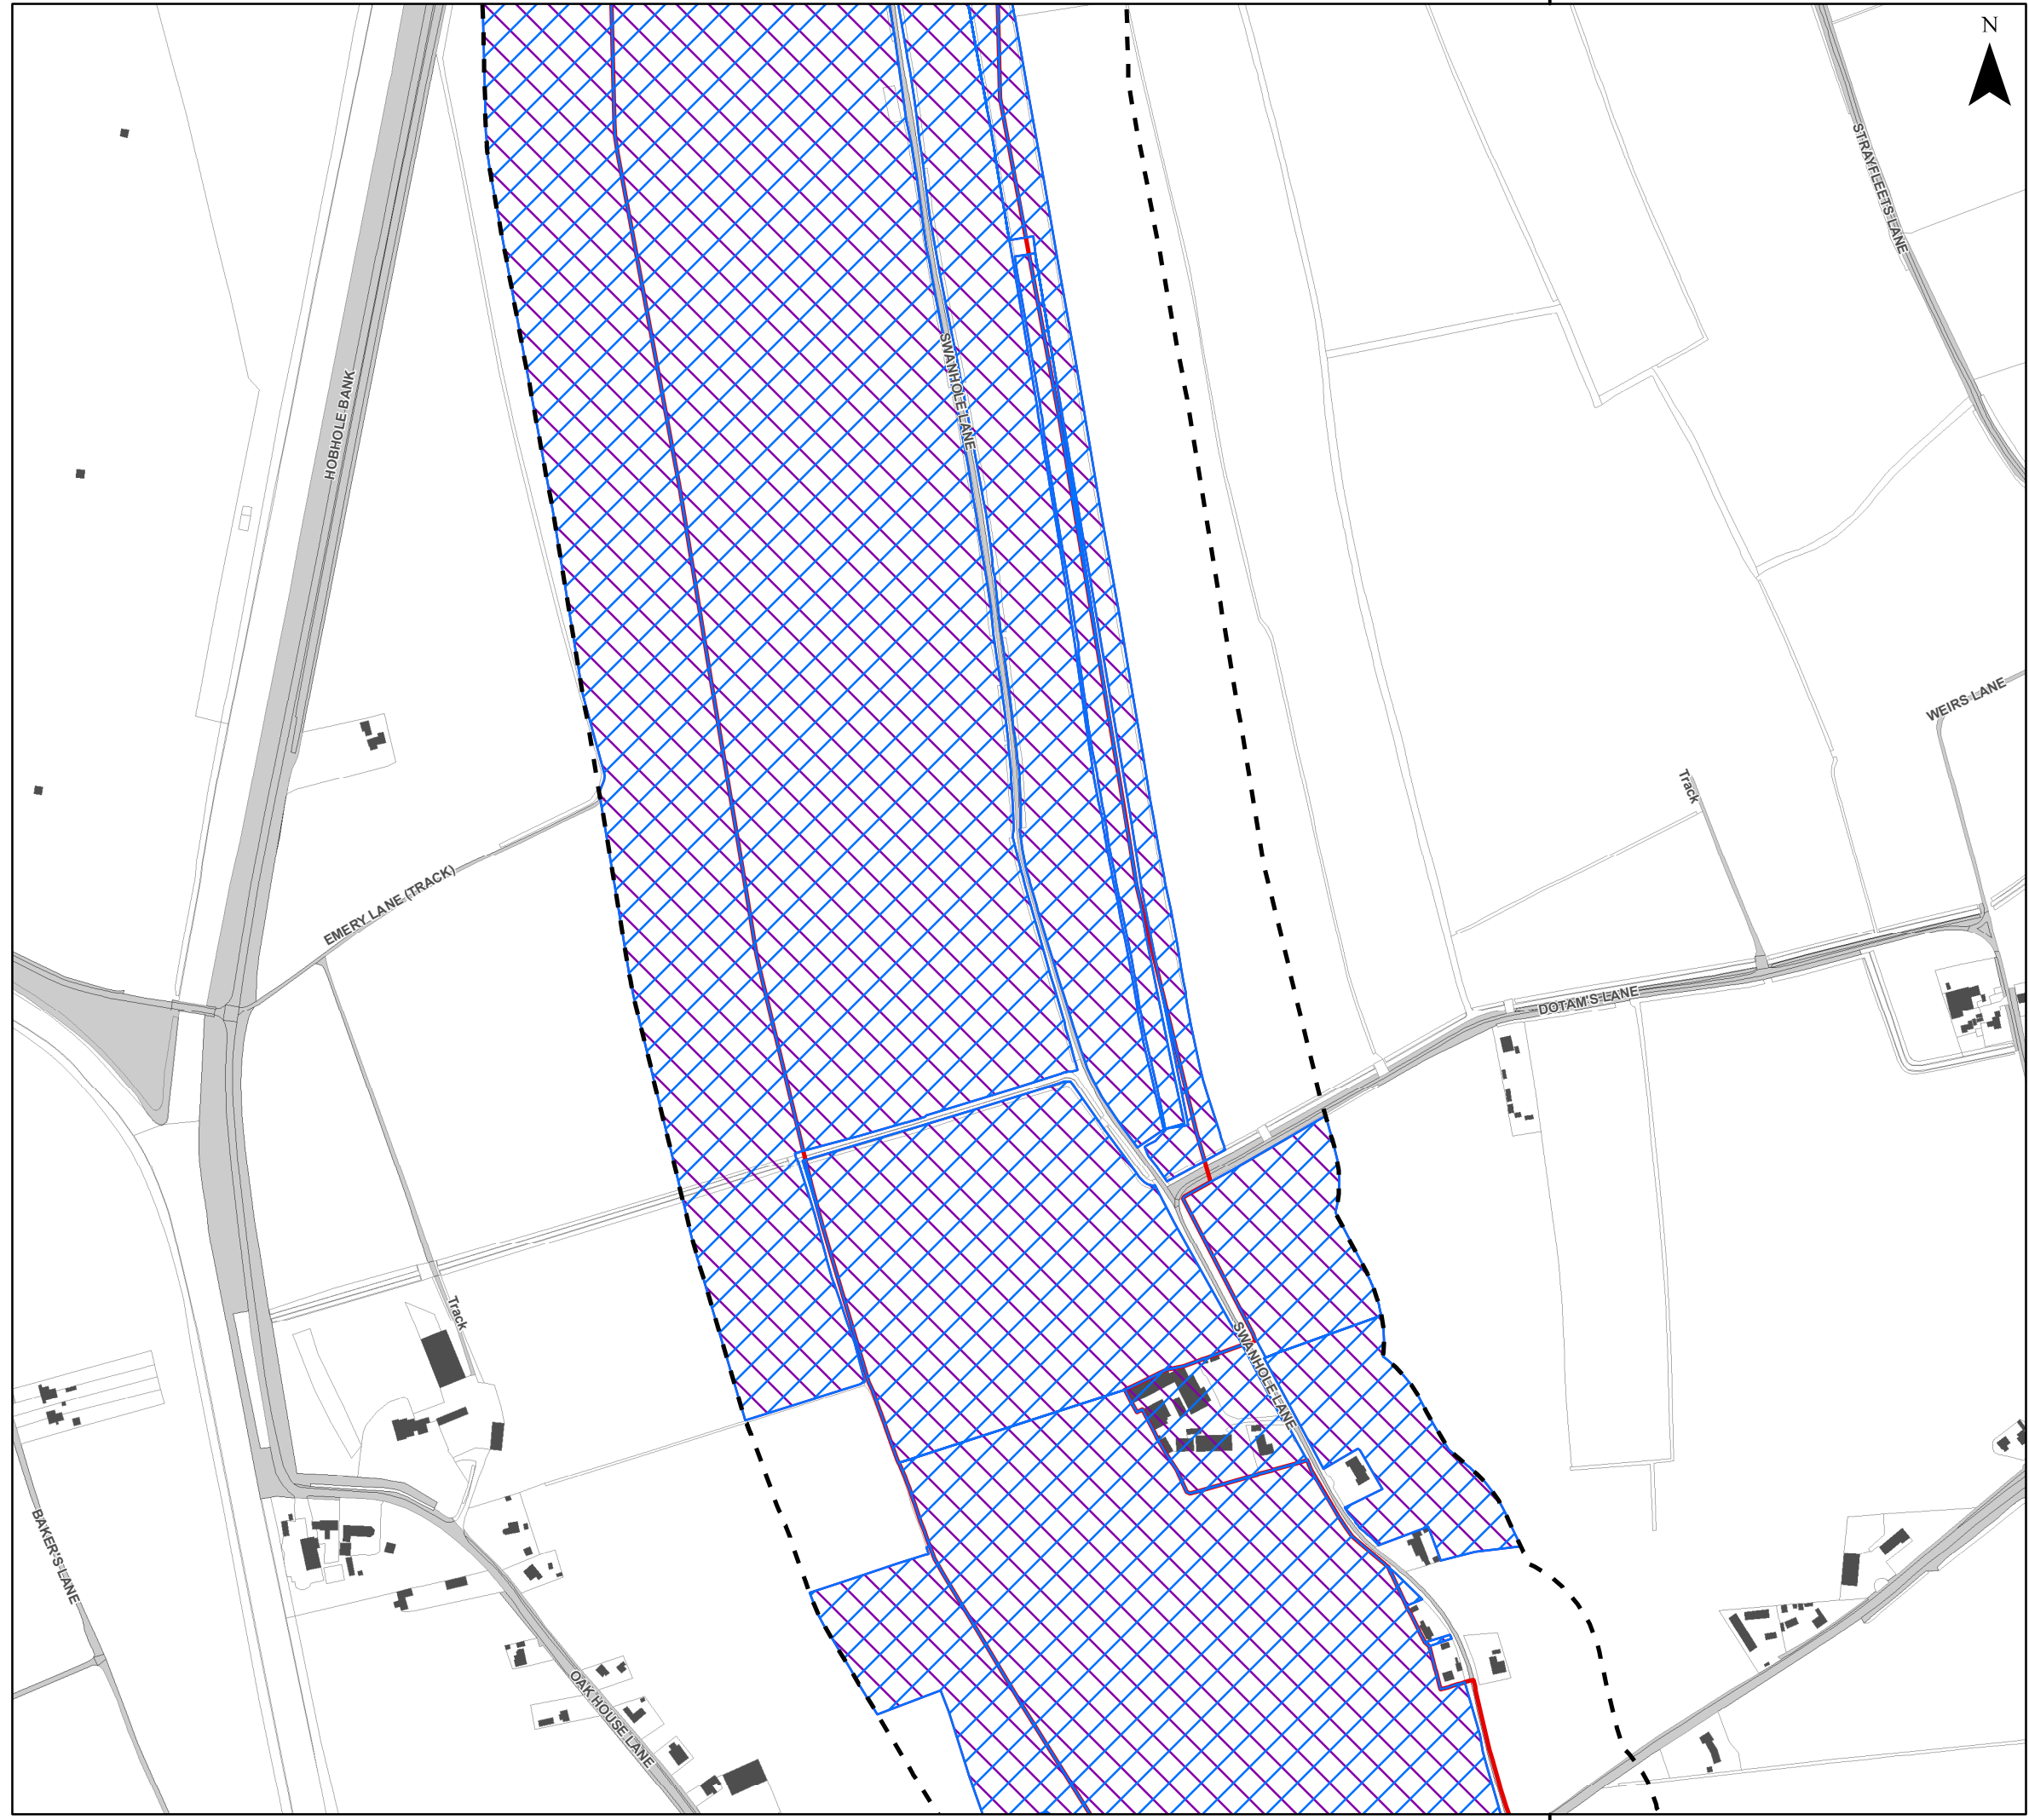 N
STRAYFLEETS LANE
SWANHOLE LANE
HOBHOLE BANK
WEIRS LANE
Track
EMERY LANE (TRACK)
DOTAM'S LANE
Track
SWANHOLE LANE
BAKER'S LANE
OAK HOUSE LANE